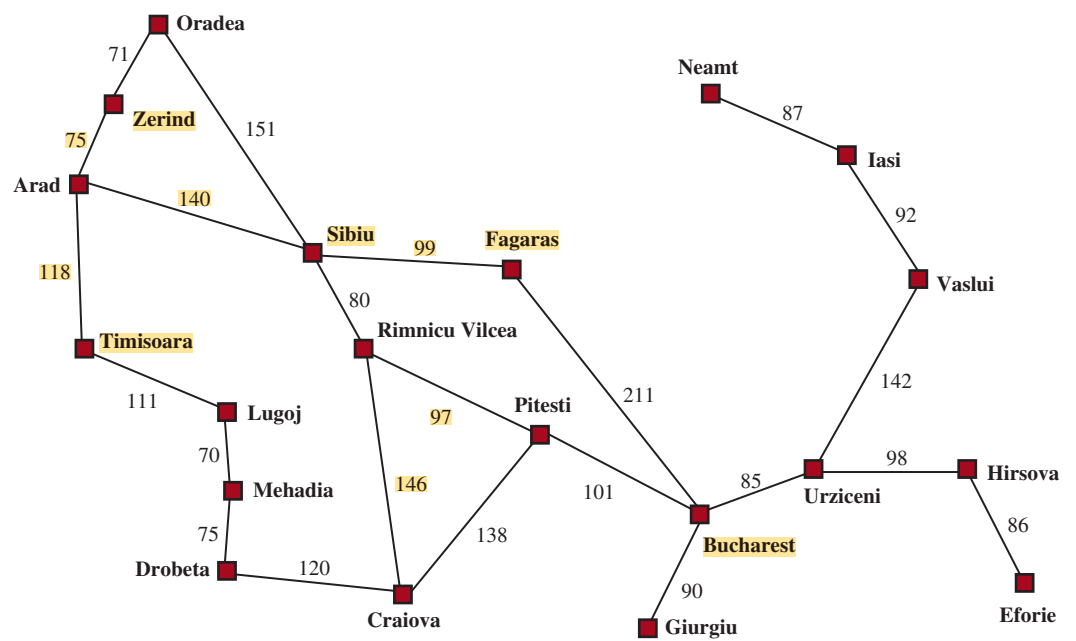 Oradea
71
Neamt
87
Zerind
151
75
Iasi
Arad
140
92
Sibiu
99
Fagaras
118
Vaslui
80
Rimnicu Vilcea
Timisoara
142
111
211
Lugoj
97
Pitesti
70
98
Hirsova
146
85
Urziceni
Mehadia
101
86
75
138
Bucharest
Drobeta
120
90
Craiova
Giurgiu
Eforie